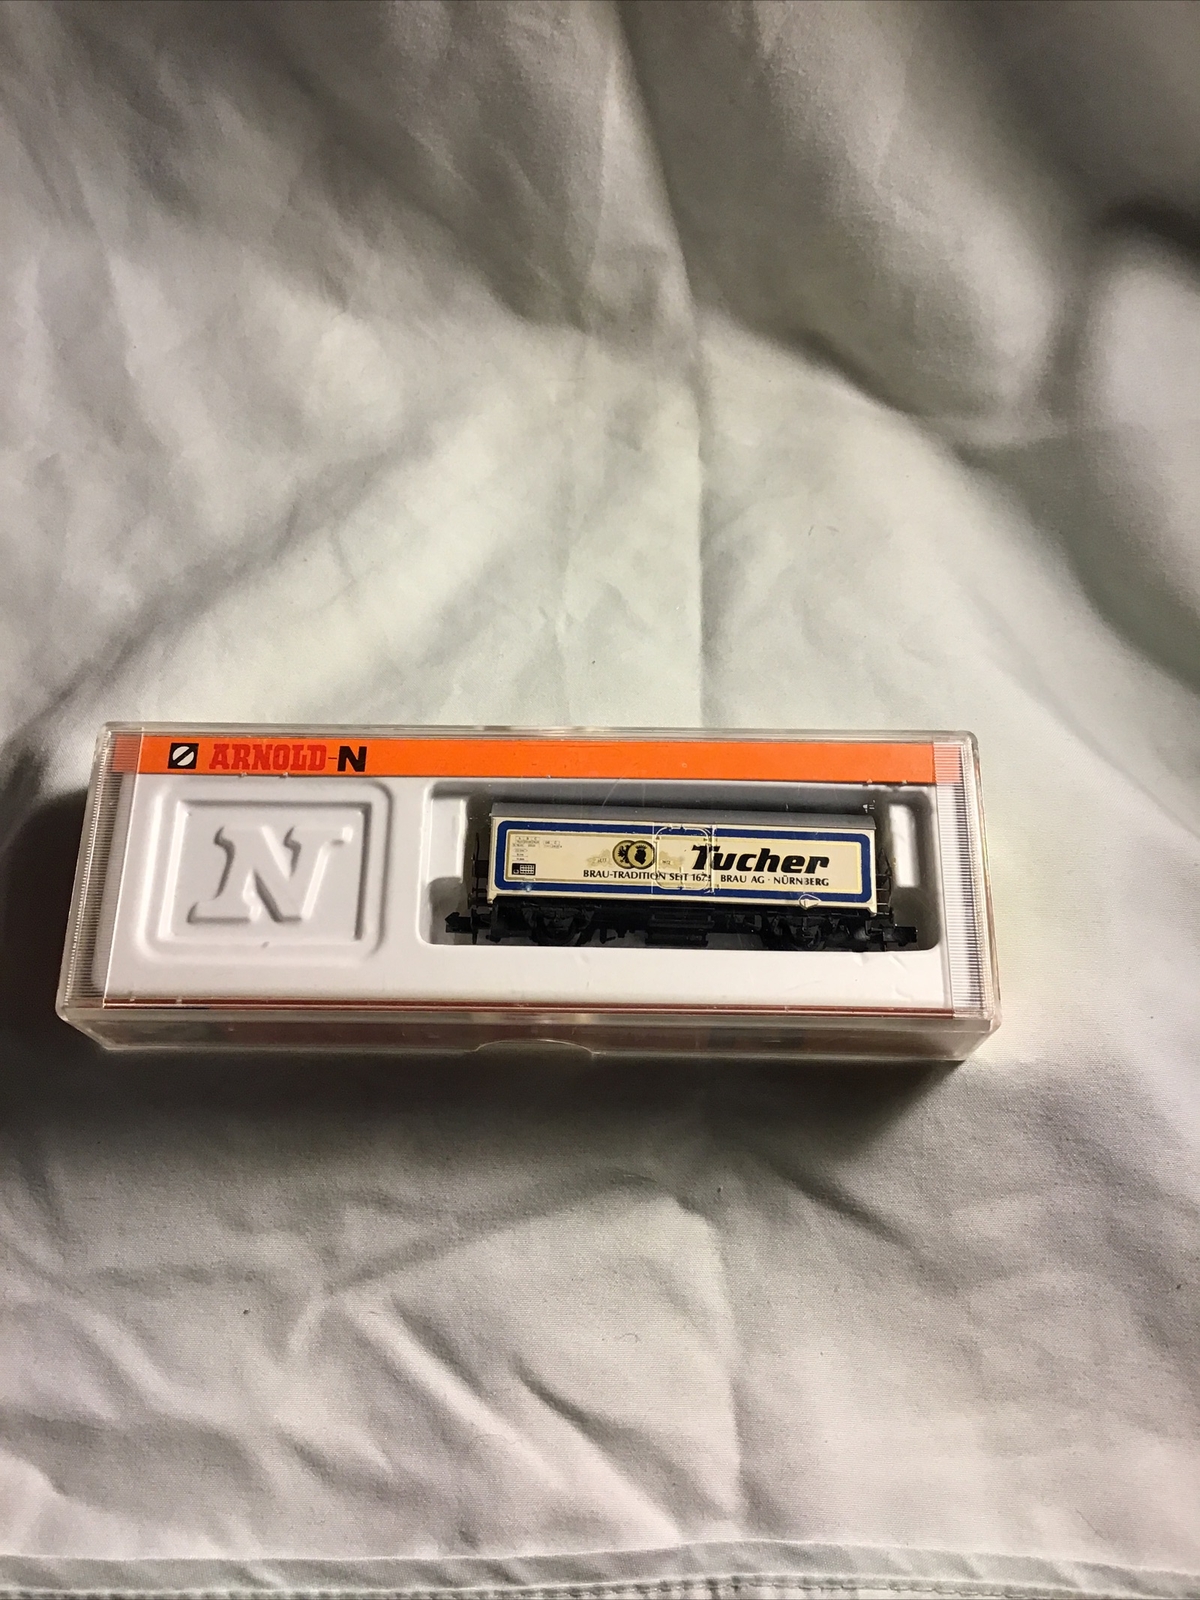 ARNOLD-N
N
Tucher
BRAU-TRADITION SEIT 1672 BRAU AG · NÜRNBERG